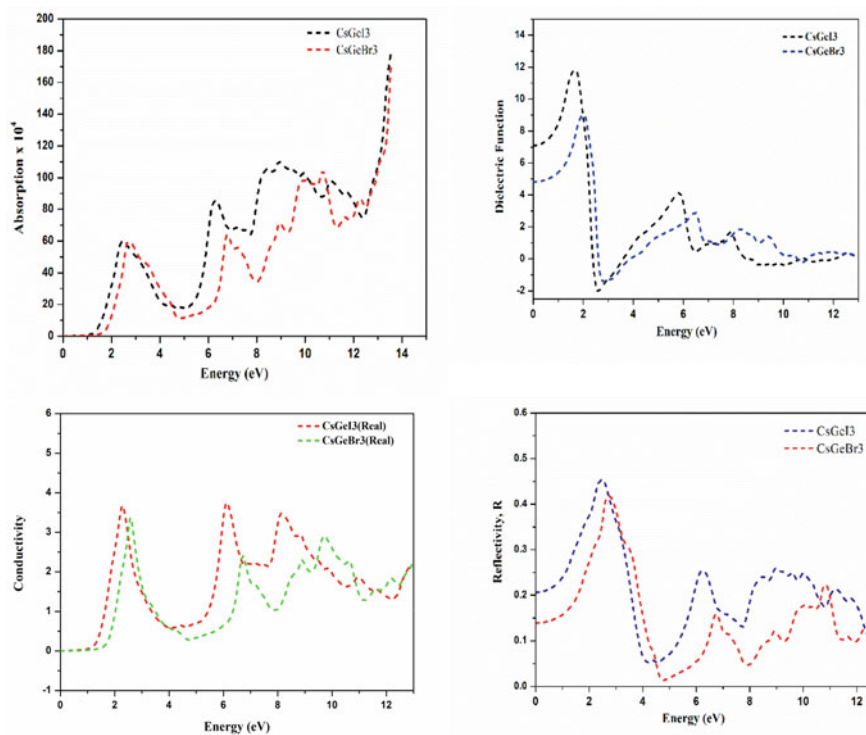 200
180
160
140
120
100
80
60
40
20
0
Absorption x 10⁴
CsGeI3
CsGeBr3
0 2 4 6 8 10 12 14
Energy (eV)
14
12
10
8
6
4
2
0
-2
Dielectric Function
CsGeI3
CsGeBr3
0 2 4 6 8 10 12
Energy (eV)
6
5
4
3
2
1
0
-1
Conductivity
CsGeI3(Real)
CsGeBr3(Real)
0 2 4 6 8 10 12
Energy (eV)
0.6
0.5
0.4
0.3
0.2
0.1
0.0
Reflectivity, R
CsGeI3
CsGeBr3
0 2 4 6 8 10 12
Energy (eV)